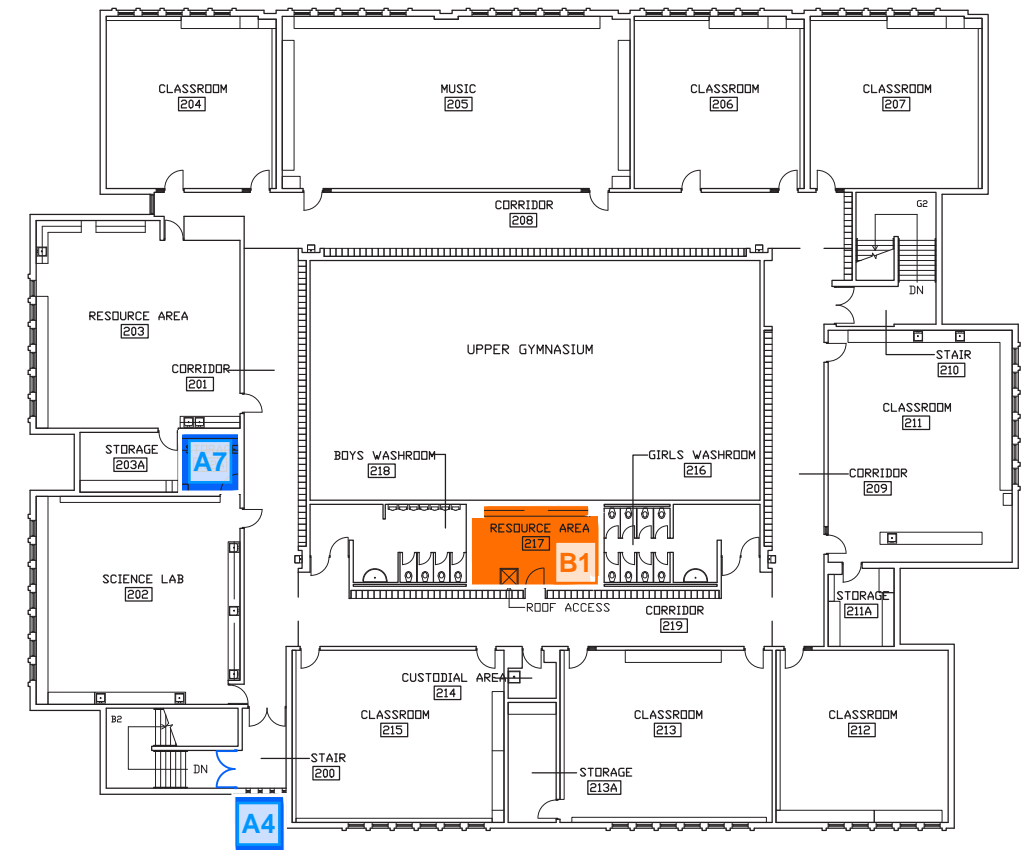 CLASSROOM
204
MUSIC
205
CLASSROOM
206
CLASSROOM
207
CORRIDOR
208
G2
DN
RESOURCE AREA
203
UPPER GYMNASIUM
STAIR
210
CORRIDOR
201
CLASSROOM
211
STORAGE
203A
A7
BOYS WASHROOM
218
GIRLS WASHROOM
216
CORRIDOR
209
RESOURCE AREA
217
B1
SCIENCE LAB
202
ROOF ACCESS
CORRIDOR
219
STORAGE
211A
CUSTODIAL AREA
214
CLASSROOM
215
CLASSROOM
213
CLASSROOM
212
B2
DN
STAIR
200
STORAGE
213A
A4